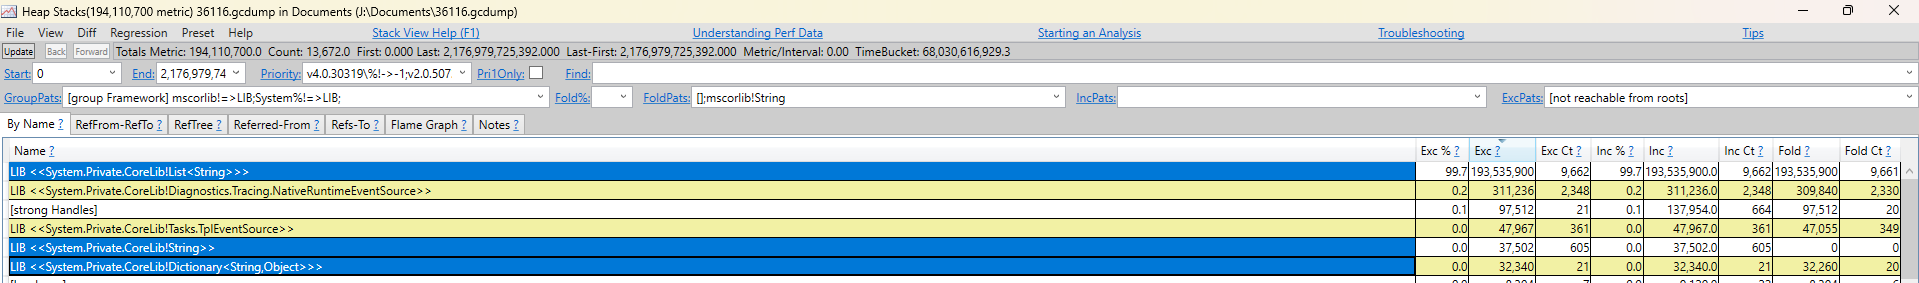 Heap Stacks(194,110,700 metric) 36116.gcdump in Documents (J:\Documents\36116.gcdump)
File View Diff Regression Preset Help Stack View Help (F1) Understanding Perf Data Starting an Analysis Troubleshooting Tips
Update Back Forward Totals Metric: 194,110,700.0 Count: 13,672.0 First: 0.000 Last: 2,176,979,725,392.000 Last-First: 2,176,979,725,392.000 Metric/Interval: 0.00 TimeBucket: 68,030,616,929.3
Start: 0 End: 2,176,979,74 Priority: v4.0.30319\%!->-1;v2.0.507 Pri1Only: Find:
GroupPats: [group Framework] mscorlib!=>LIB;System%!=>LIB; Fold%: FoldPats: [];mscorlib!String IncPats: ExcPats: [not reachable from roots]
By Name ? RefFrom-RefTo ? RefTree ? Referred-From ? Refs-To ? Flame Graph ? Notes ?
Name ? Exc % ? Exc ? Exc Ct ? Inc % ? Inc ? Inc Ct ? Fold ? Fold Ct ?
LIB <<System.Private.CoreLib!List<String>>> 99.7 193,535,900 9,662 99.7 193,535,900.0 9,662 193,535,900 9,661
LIB <<System.Private.CoreLib!Diagnostics.Tracing.NativeRuntimeEventSource>> 0.2 311,236 2,348 0.2 311,236.0 2,348 309,840 2,330
[strong Handles] 0.1 97,512 21 0.1 137,954.0 664 97,512 20
LIB <<System.Private.CoreLib!Tasks.TplEventSource>> 0.0 47,967 361 0.0 47,967.0 361 47,055 349
LIB <<System.Private.CoreLib!String>> 0.0 37,502 605 0.0 37,502.0 605 0 0
LIB <<System.Private.CoreLib!Dictionary<String,Object>>> 0.0 32,340 21 0.0 32,340.0 21 32,260 20